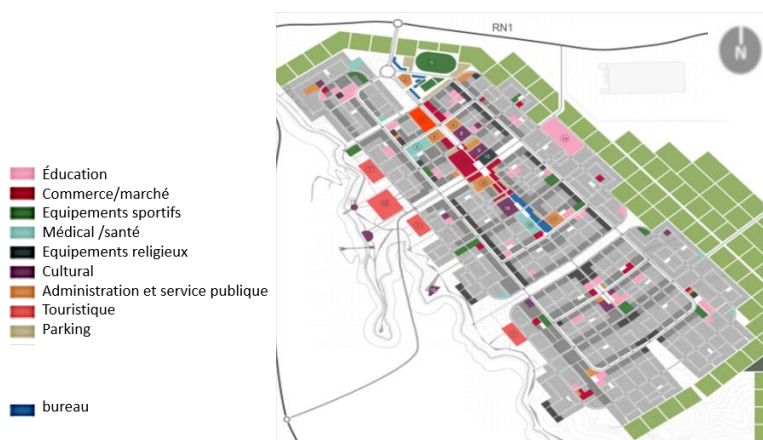 RN1
N
Éducation
Commerce/marché
Equipements sportifs
Médical /santé
Equipements religieux
Cultural
Administration et service publique
Touristique
Parking
bureau